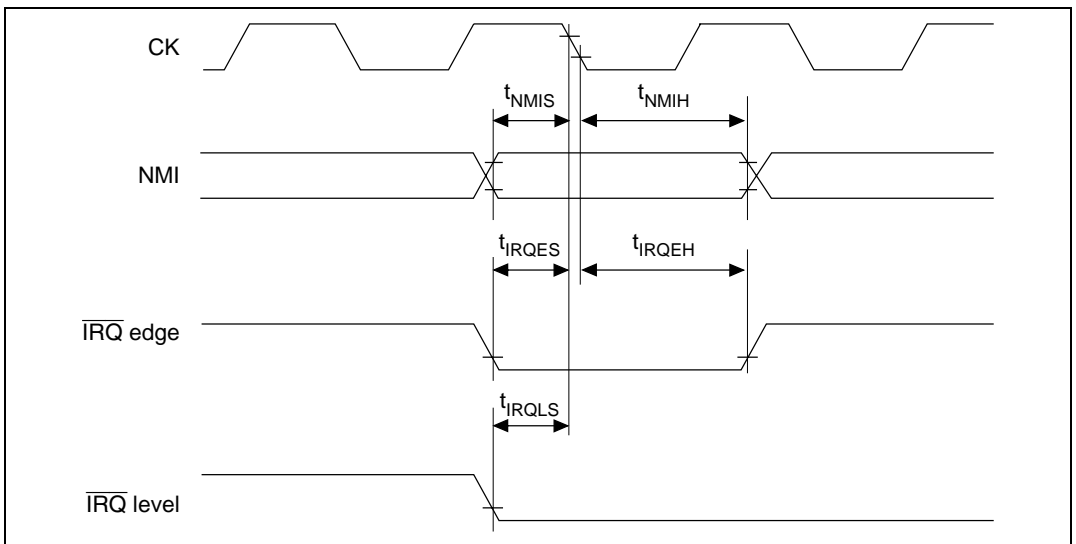 CK
tNMIS tNMIH
NMI
tIRQES tIRQEH
IRQ edge
tIRQLS
IRQ level